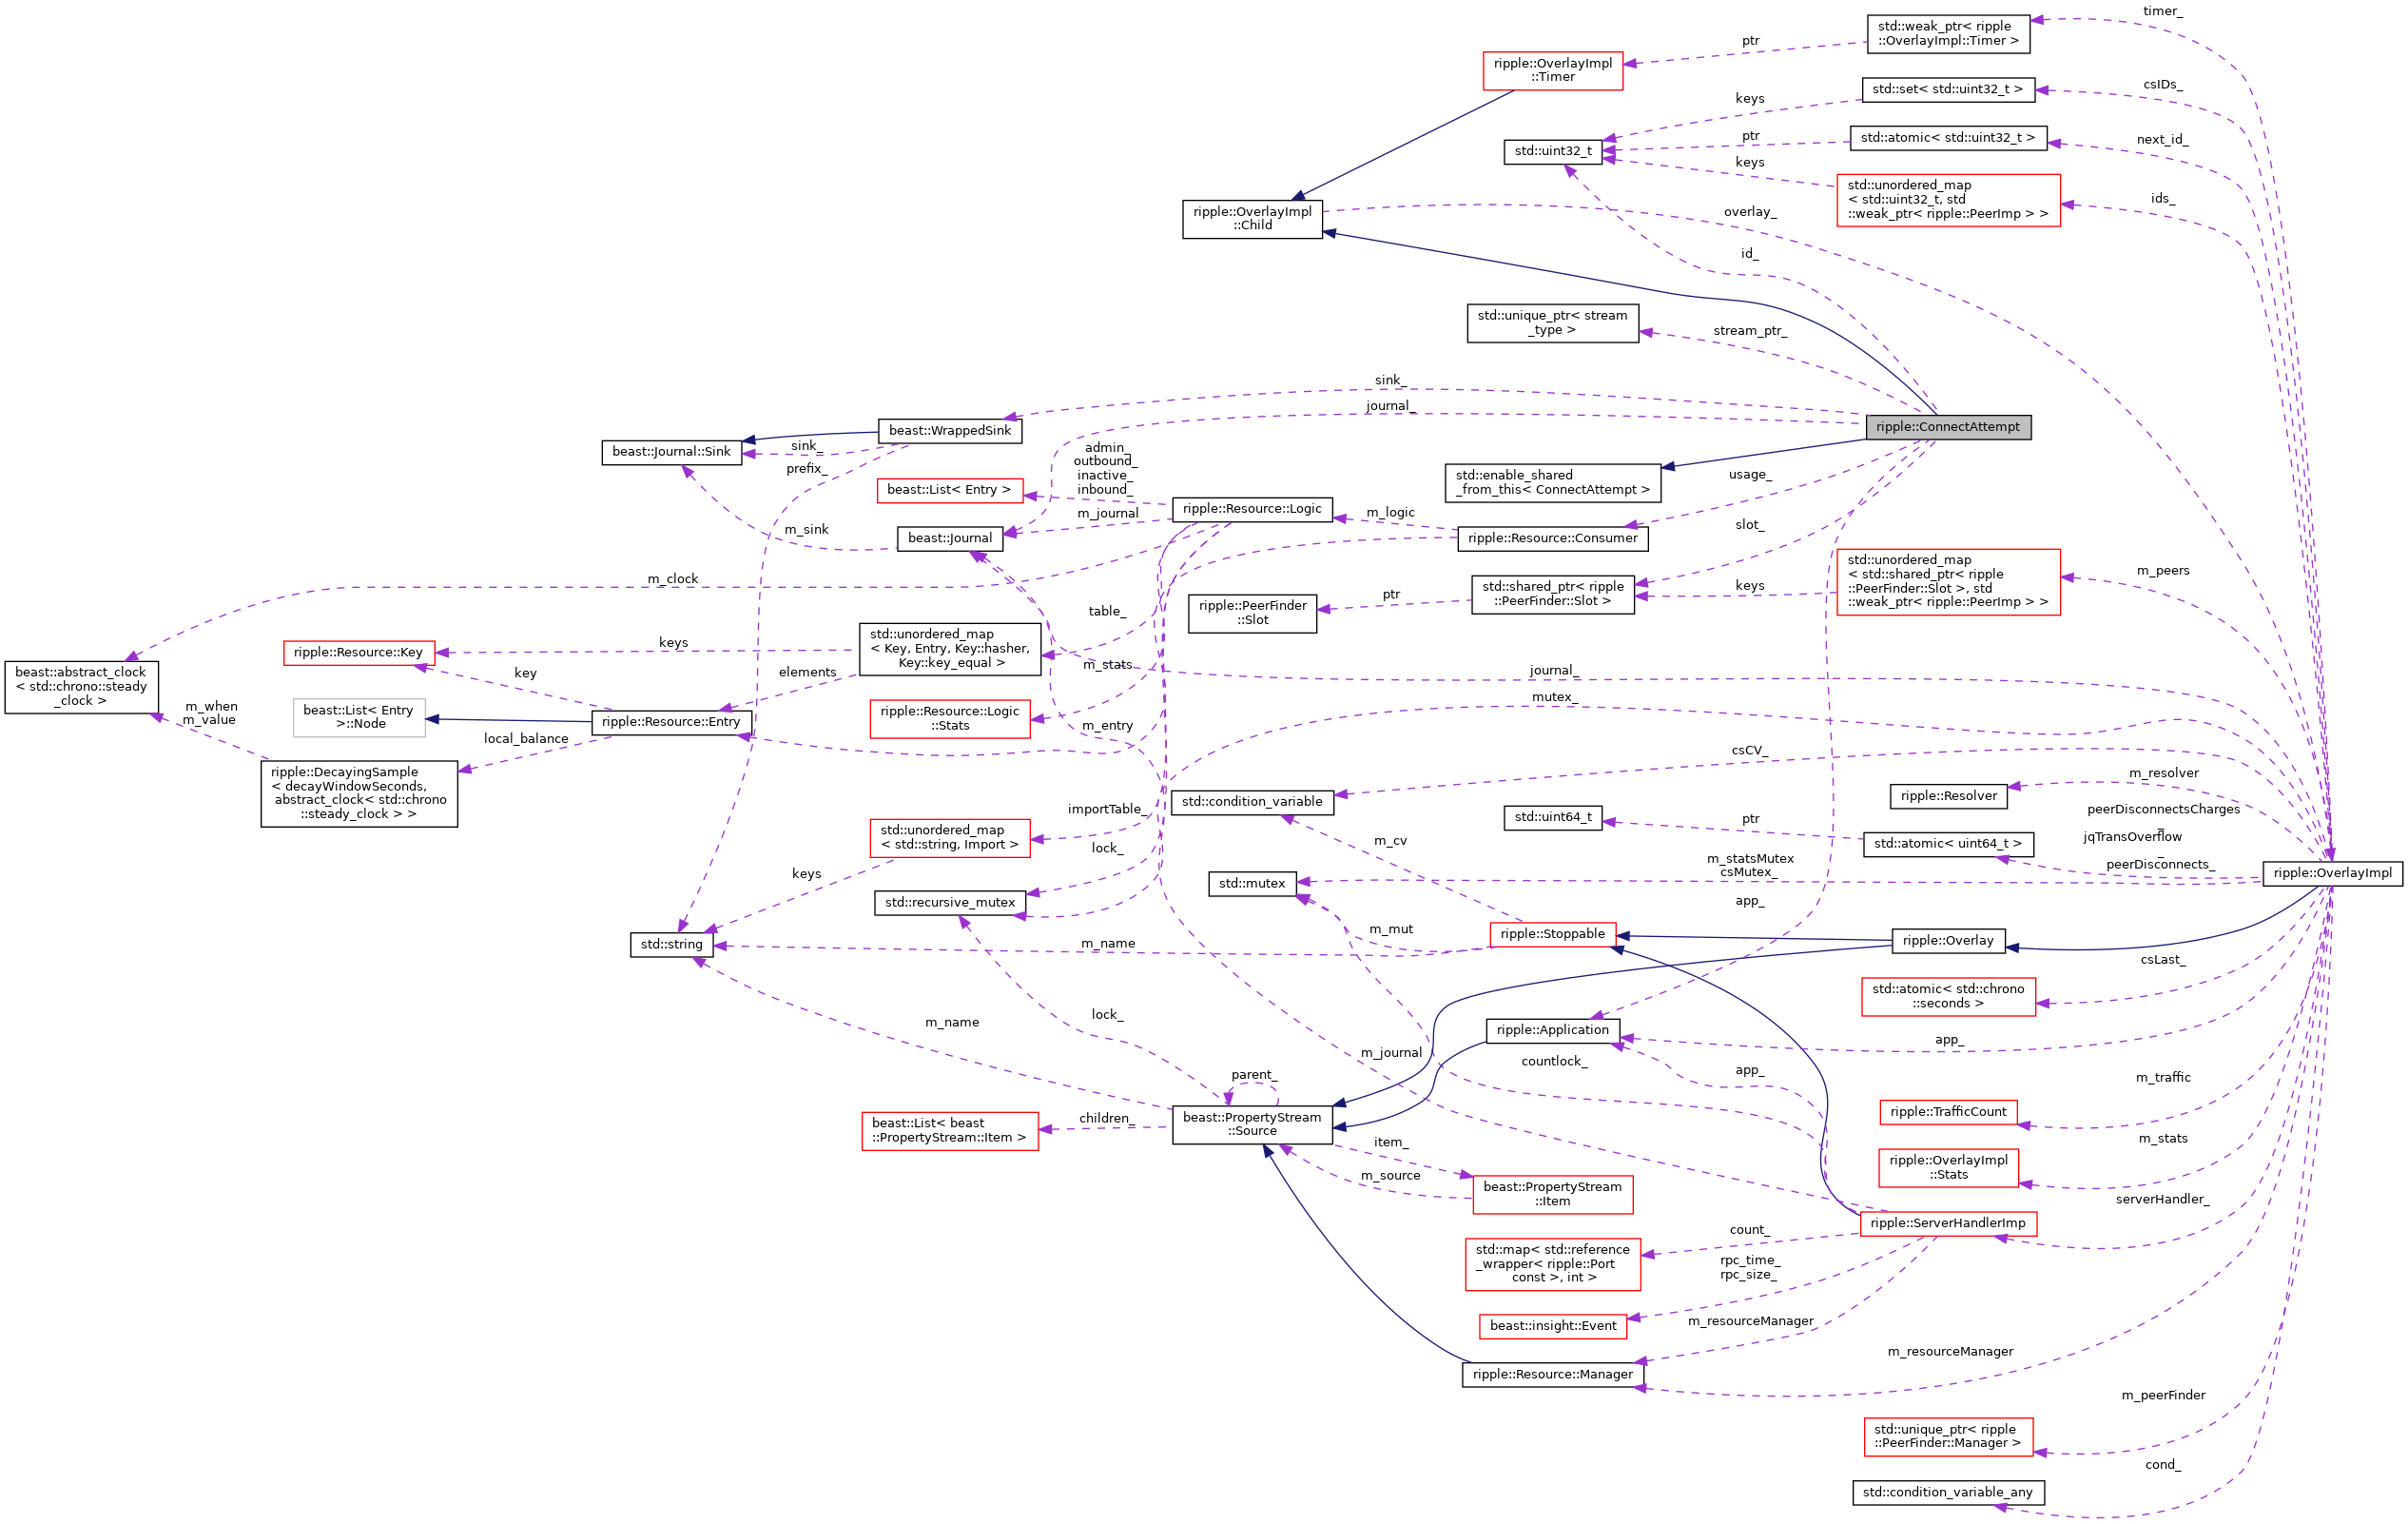 timer_
std::weak_ptr< ripple
::OverlayImpl::Timer >
ptr
ripple::OverlayImpl
::Timer
csIDs_
std::set< std::uint32_t >
keys
next_id_
std::atomic< std::uint32_t >
ptr
std::uint32_t
keys
std::unordered_map
< std::uint32_t, std
::weak_ptr< ripple::PeerImp > >
ids_
ripple::OverlayImpl
::Child
overlay_
id_
std::unique_ptr< stream
_type >
stream_ptr_
sink_
journal_
ripple::ConnectAttempt
beast::WrappedSink
beast::Journal::Sink
sink_
prefix_
admin_
outbound_
inactive_
inbound_
std::enable_shared
_from_this< ConnectAttempt >
usage_
beast::List< Entry >
ripple::Resource::Logic
m_journal
m_logic
slot_
m_sink
beast::Journal
ripple::Resource::Consumer
std::unordered_map
< std::shared_ptr< ripple
::PeerFinder::Slot >, std
::weak_ptr< ripple::PeerImp > >
m_peers
m_clock
keys
std::shared_ptr< ripple
::PeerFinder::Slot >
ptr
ripple::PeerFinder
::Slot
table_
std::unordered_map
< Key, Entry, Key::hasher,
Key::key_equal >
keys
ripple::Resource::Key
beast::abstract_clock
< std::chrono::steady
_clock >
key
elements
m_stats
journal_
mutex_
m_when
m_value
beast::List< Entry
>::Node
ripple::Resource::Entry
ripple::Resource::Logic
::Stats
m_entry
local_balance
csCV_
ripple::DecayingSample
< decayWindowSeconds,
abstract_clock< std::chrono
::steady_clock > >
m_resolver
ripple::Resolver
std::condition_variable
importTable_
std::uint64_t
ptr
peerDisconnectsCharges
_
jqTransOverflow
_
peerDisconnects_
std::unordered_map
< std::string, Import >
m_cv
std::atomic< uint64_t >
lock_
m_statsMutex
csMutex_
keys
ripple::OverlayImpl
std::mutex
std::recursive_mutex
app_
m_mut
ripple::Stoppable
ripple::Overlay
std::string
m_name
csLast_
std::atomic< std::chrono
::seconds >
lock_
m_name
ripple::Application
app_
m_journal
countlock_
app_
m_traffic
parent_
ripple::TrafficCount
beast::List< beast
::PropertyStream::Item >
children_
beast::PropertyStream
::Source
item_
m_stats
m_source
ripple::OverlayImpl
::Stats
beast::PropertyStream
::Item
serverHandler_
ripple::ServerHandlerImp
count_
std::map< std::reference
_wrapper< ripple::Port
const >, int >
rpc_time_
rpc_size_
beast::insight::Event
m_resourceManager
m_resourceManager
ripple::Resource::Manager
m_peerFinder
std::unique_ptr< ripple
::PeerFinder::Manager >
cond_
std::condition_variable_any